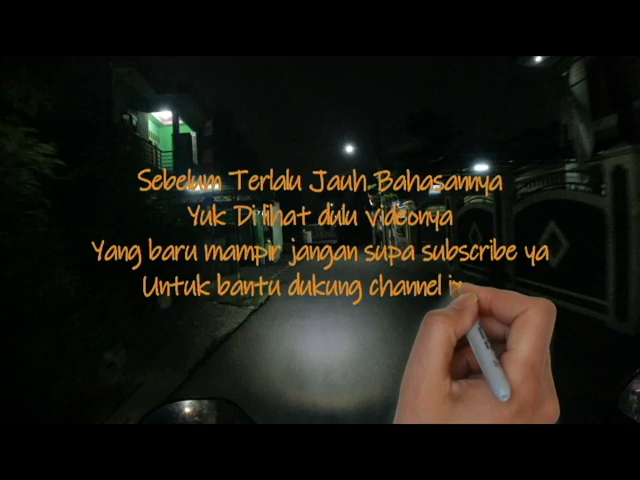 Sebelum Terlalu Jauh Bahasannya
Yuk Dilihat dulu videonya
Yang baru mampir jangan supa subscribe ya
Untuk bantu dukung channel